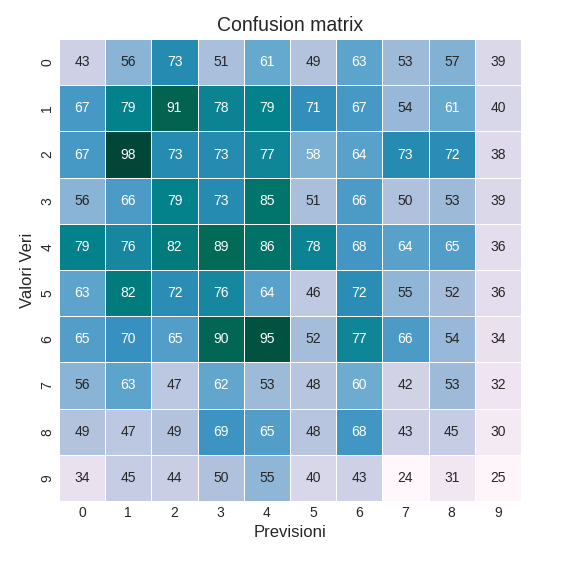 Confusion matrix
0 43 56 73 51 61 49 63 53 57 39
1 67 79 91 78 79 71 67 54 61 40
2 67 98 73 73 77 58 64 73 72 38
3 56 66 79 73 85 51 66 50 53 39
4 79 76 82 89 86 78 68 64 65 36
5 63 82 72 76 64 46 72 55 52 36
6 65 70 65 90 95 52 77 66 54 34
7 56 63 47 62 53 48 60 42 53 32
8 49 47 49 69 65 48 68 43 45 30
9 34 45 44 50 55 40 43 24 31 25
0 1 2 3 4 5 6 7 8 9
Valori Veri
Previsioni